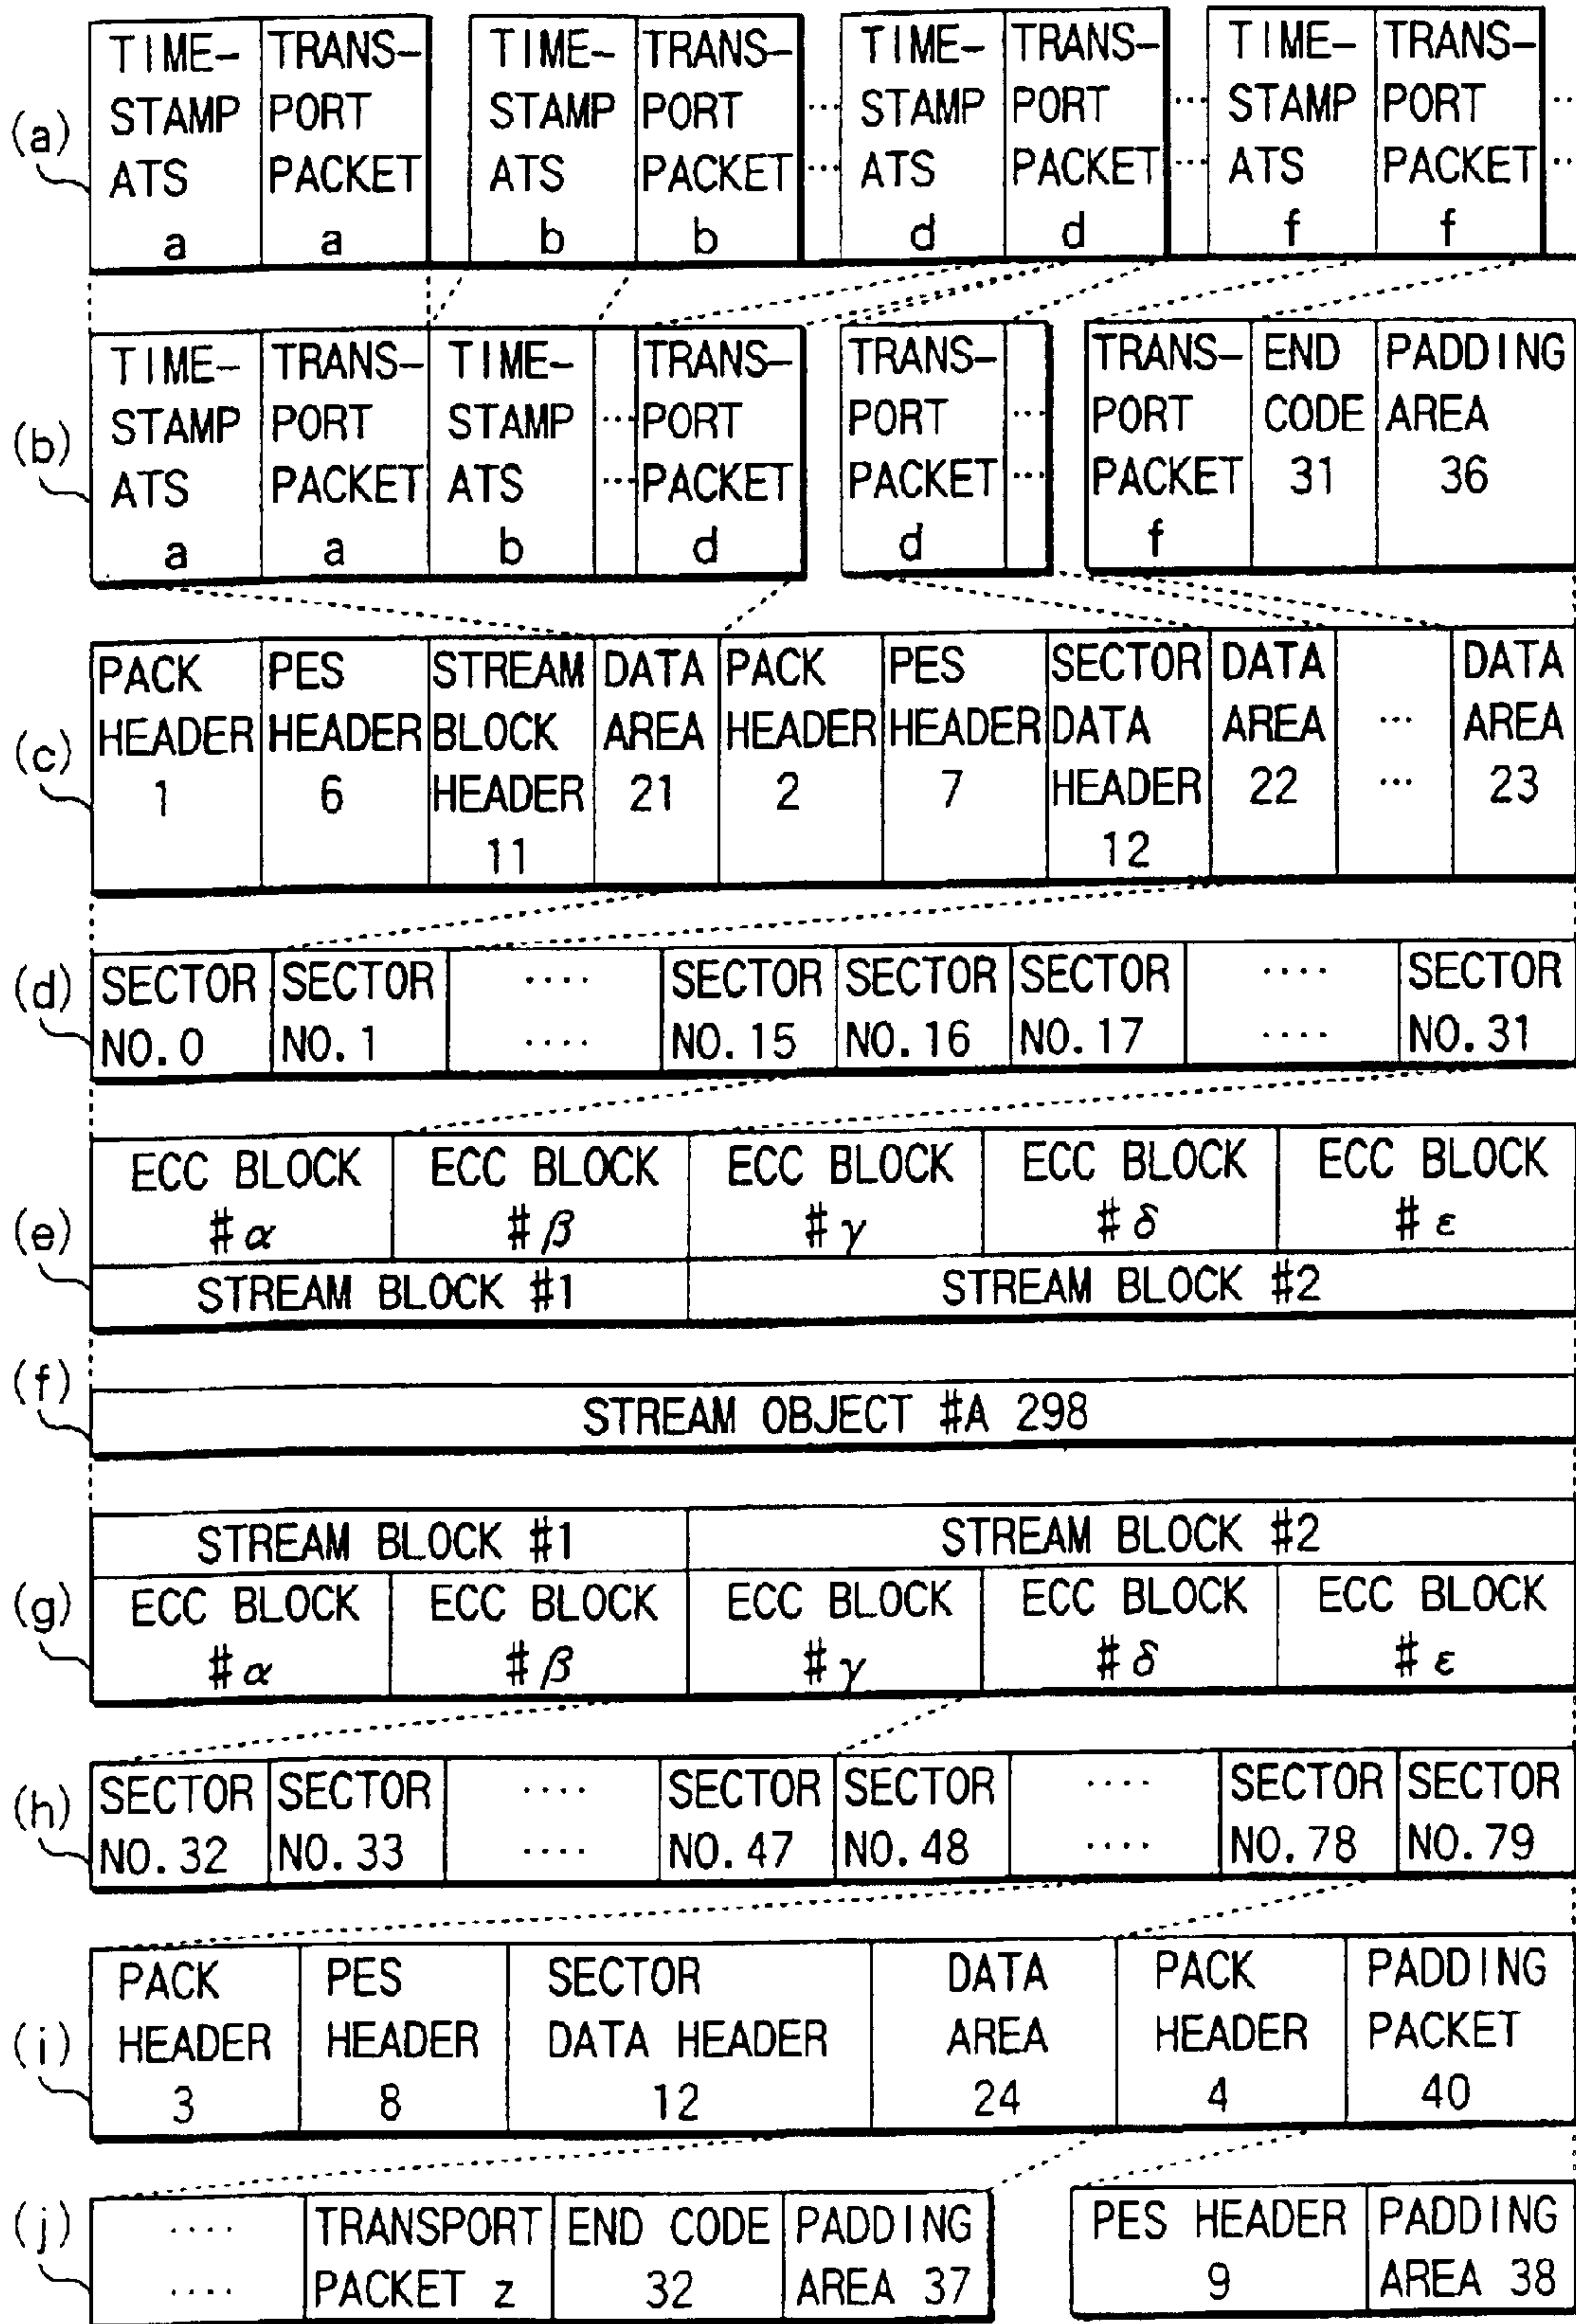 (a)
TIME-
STAMP
ATS
a
TRANS-
PORT
PACKET
a
TIME-
STAMP
ATS
b
TRANS-
PORT
PACKET
b
...
...
TIME-
STAMP
ATS
d
TRANS-
PORT
PACKET
d
...
...
TIME-
STAMP
ATS
f
TRANS-
PORT
PACKET
f
...
...
(b)
TIME-
STAMP
ATS
a
TRANS-
PORT
PACKET
a
TIME-
STAMP
ATS
b
...
...
TRANS-
PORT
PACKET
d
TRANS-
PORT
PACKET
d
...
...
TRANS-
PORT
PACKET
f
END
CODE
31
PADDING
AREA
36
(c)
PACK
HEADER
1
PES
HEADER
6
STREAM
BLOCK
HEADER
11
DATA
AREA
21
PACK
HEADER
2
PES
HEADER
7
SECTOR
DATA
HEADER
12
DATA
AREA
22
...
...
DATA
AREA
23
(d)
SECTOR
NO.0
SECTOR
NO.1
....
....
SECTOR
NO.15
SECTOR
NO.16
SECTOR
NO.17
....
....
SECTOR
NO.31
(e)
ECC BLOCK
#α
ECC BLOCK
#β
ECC BLOCK
#γ
ECC BLOCK
#δ
ECC BLOCK
#ε
STREAM BLOCK #1
STREAM BLOCK #2
(f)
STREAM OBJECT #A 298
(g)
STREAM BLOCK #1
STREAM BLOCK #2
ECC BLOCK
#α
ECC BLOCK
#β
ECC BLOCK
#γ
ECC BLOCK
#δ
ECC BLOCK
#ε
(h)
SECTOR
NO.32
SECTOR
NO.33
....
....
SECTOR
NO.47
SECTOR
NO.48
....
....
SECTOR
NO.78
SECTOR
NO.79
(i)
PACK
HEADER
3
PES
HEADER
8
SECTOR
DATA HEADER
12
DATA
AREA
24
PACK
HEADER
4
PADDING
PACKET
40
(j)
....
....
TRANSPORT
PACKET z
END CODE
32
PADDING
AREA 37
PES HEADER
9
PADDING
AREA 38